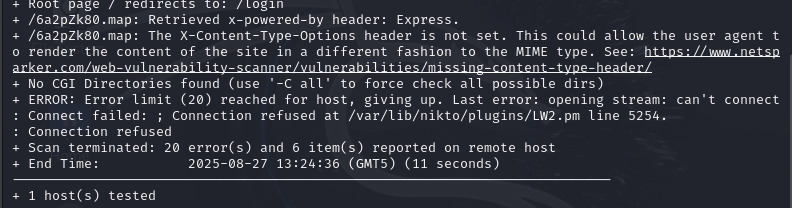 + Root page / redirects to: /login
+ /6a2pZk80.map: Retrieved x-powered-by header: Express.
+ /6a2pZk80.map: The X-Content-Type-Options header is not set. This could allow the user agent t
o render the content of the site in a different fashion to the MIME type. See: https://www.netsp
arker.com/web-vulnerability-scanner/vulnerabilities/missing-content-type-header/
+ No CGI Directories found (use '-C all' to force check all possible dirs)
+ ERROR: Error limit (20) reached for host, giving up. Last error: opening stream: can't connect
: Connect failed: ; Connection refused at /var/lib/nikto/plugins/LW2.pm line 5254.
: Connection refused
+ Scan terminated: 20 error(s) and 6 item(s) reported on remote host
+ End Time:           2025-08-27 13:24:36 (GMT5) (11 seconds)
+ 1 host(s) tested